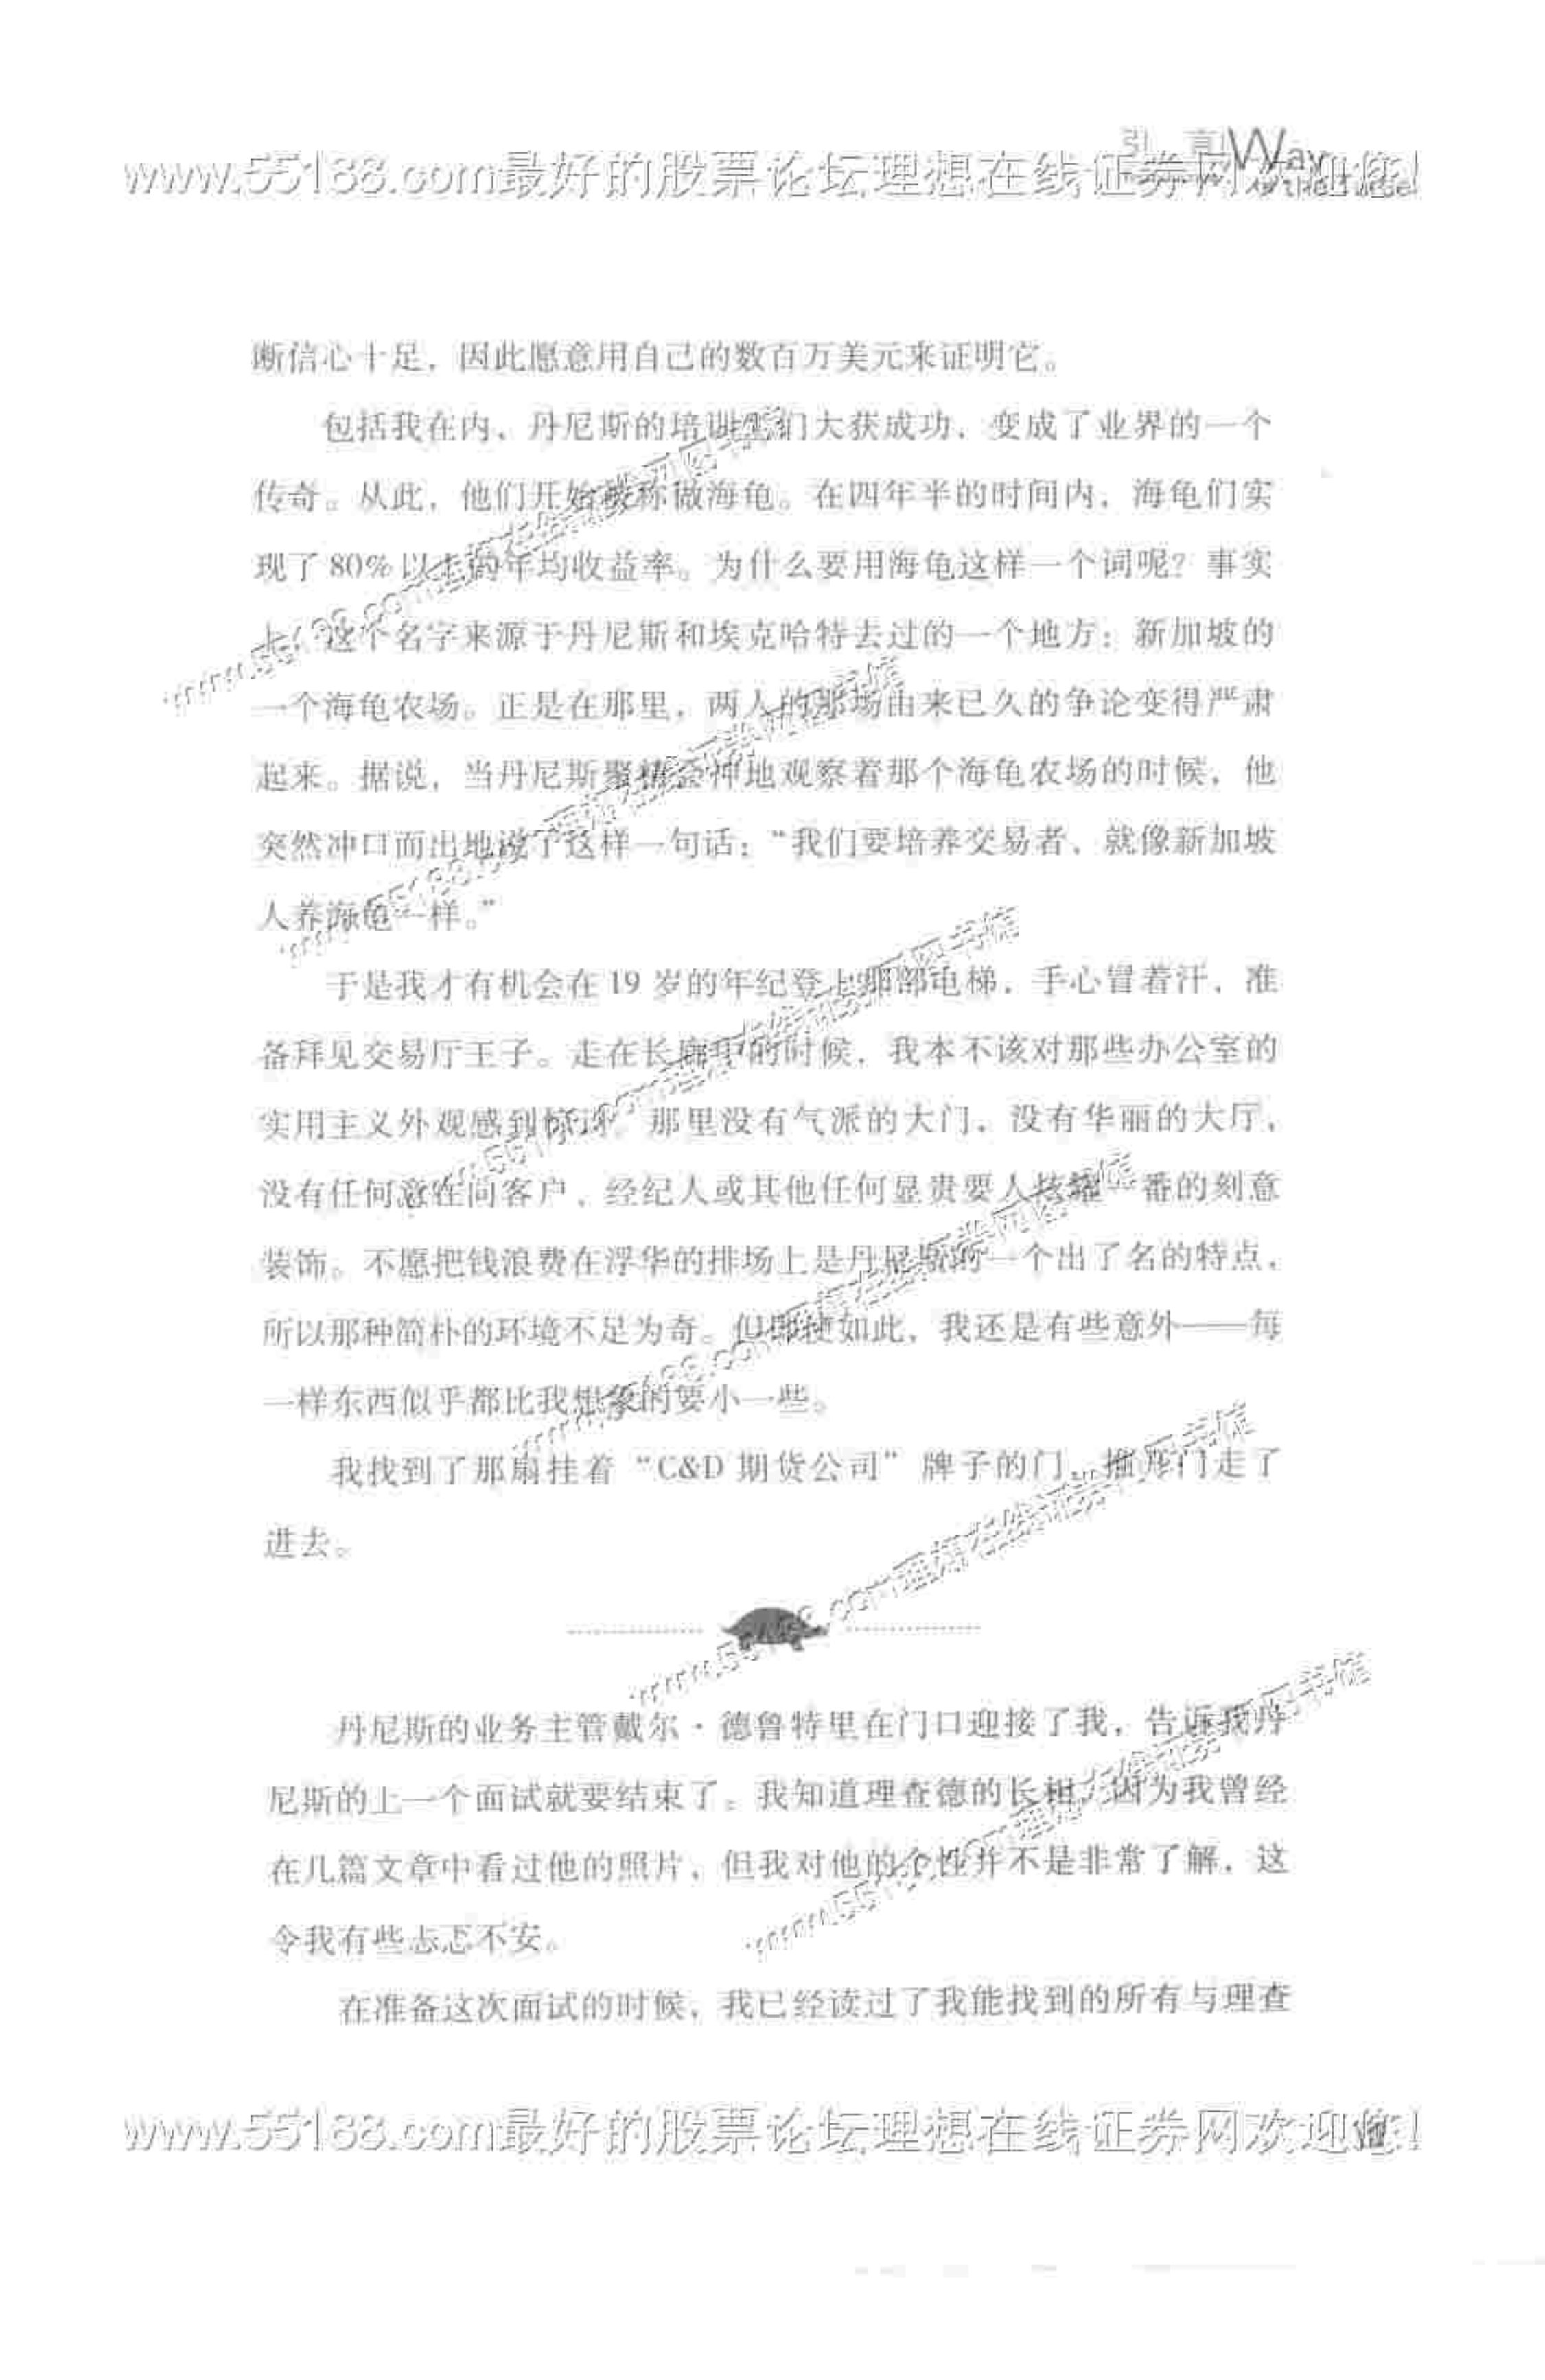 引 言 Way
www.55188.com最好的股票论坛理想在线证券网欢迎您!
断信心十足，因此愿意用自己的数百万美元来证明它。
包括我在内，丹尼斯的培训生们大获成功，变成了业界的一个
传奇。从此，他们开始被称做海龟。在四年半的时间内，海龟们实
现了80%以上的年均收益率。为什么要用海龟这样一个词呢？事实
上，这个名字来源于丹尼斯和埃克哈特去过的一个地方：新加坡的
一个海龟农场。正是在那里，两人的那场由来已久的争论变得严肃
起来。据说，当丹尼斯聚精会神地观察着那个海龟农场的时候，他
突然冲口而出地说了这样一句话：“我们要培养交易者，就像新加坡
人养海龟一样。”
于是我才有机会在19岁的年纪登上那部电梯，手心冒着汗，准
备拜见交易厅王子。走在长廊中的时候，我本不该对那些办公室的
实用主义外观感到惊讶。那里没有气派的大门，没有华丽的大厅，
没有任何意在向客户、经纪人或其他任何显贵要人炫耀一番的刻意
装饰。不愿把钱浪费在浮华的排场上是丹尼斯的一个出了名的特点，
所以那种简朴的环境不足为奇。但即使如此，我还是有些意外——每
一样东西似乎都比我想象的要小一些。
我找到了那扇挂着“C&D期货公司”牌子的门，推开门走了
进去。
丹尼斯的业务主管戴尔·德鲁特里在门口迎接了我，告诉我丹
尼斯的上一个面试就要结束了。我知道理查德的长相，因为我曾经
在几篇文章中看过他的照片，但我对他的个性并不是非常了解，这
令我有些忐忑不安。
在准备这次面试的时候，我已经读过了我能找到的所有与理查
www.55188.com最好的股票论坛理想在线证券网欢迎您!